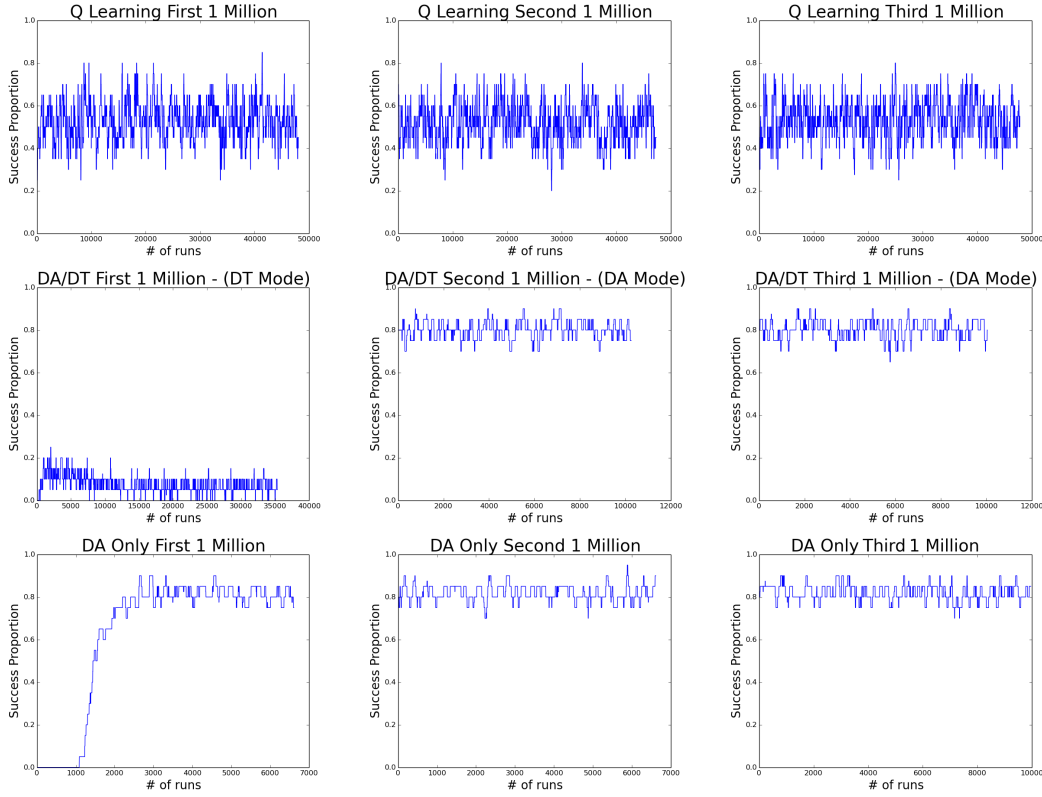 Q Learning First 1 Million
Q Learning Second 1 Million
Q Learning Third 1 Million
Success Proportion
1.0
0.8
0.6
0.4
0.2
0.0
0 10000 20000 30000 40000 50000
# of runs
Success Proportion
1.0
0.8
0.6
0.4
0.2
0.0
0 10000 20000 30000 40000 50000
# of runs
Success Proportion
1.0
0.8
0.6
0.4
0.2
0.0
0 10000 20000 30000 40000 50000
# of runs
DA/DT First 1 Million - (DT Mode)
DA/DT Second 1 Million - (DA Mode)
DA/DT Third 1 Million - (DA Mode)
Success Proportion
1.0
0.8
0.6
0.4
0.2
0.0
0 5000 10000 15000 20000 25000 30000 35000 40000
# of runs
Success Proportion
1.0
0.8
0.6
0.4
0.2
0.0
0 2000 4000 6000 8000 10000 12000
# of runs
Success Proportion
1.0
0.8
0.6
0.4
0.2
0.0
0 2000 4000 6000 8000 10000 12000
# of runs
DA Only First 1 Million
DA Only Second 1 Million
DA Only Third 1 Million
Success Proportion
1.0
0.8
0.6
0.4
0.2
0.0
0 1000 2000 3000 4000 5000 6000 7000
# of runs
Success Proportion
1.0
0.8
0.6
0.4
0.2
0.0
0 1000 2000 3000 4000 5000 6000 7000
# of runs
Success Proportion
1.0
0.8
0.6
0.4
0.2
0.0
0 2000 4000 6000 8000 10000
# of runs